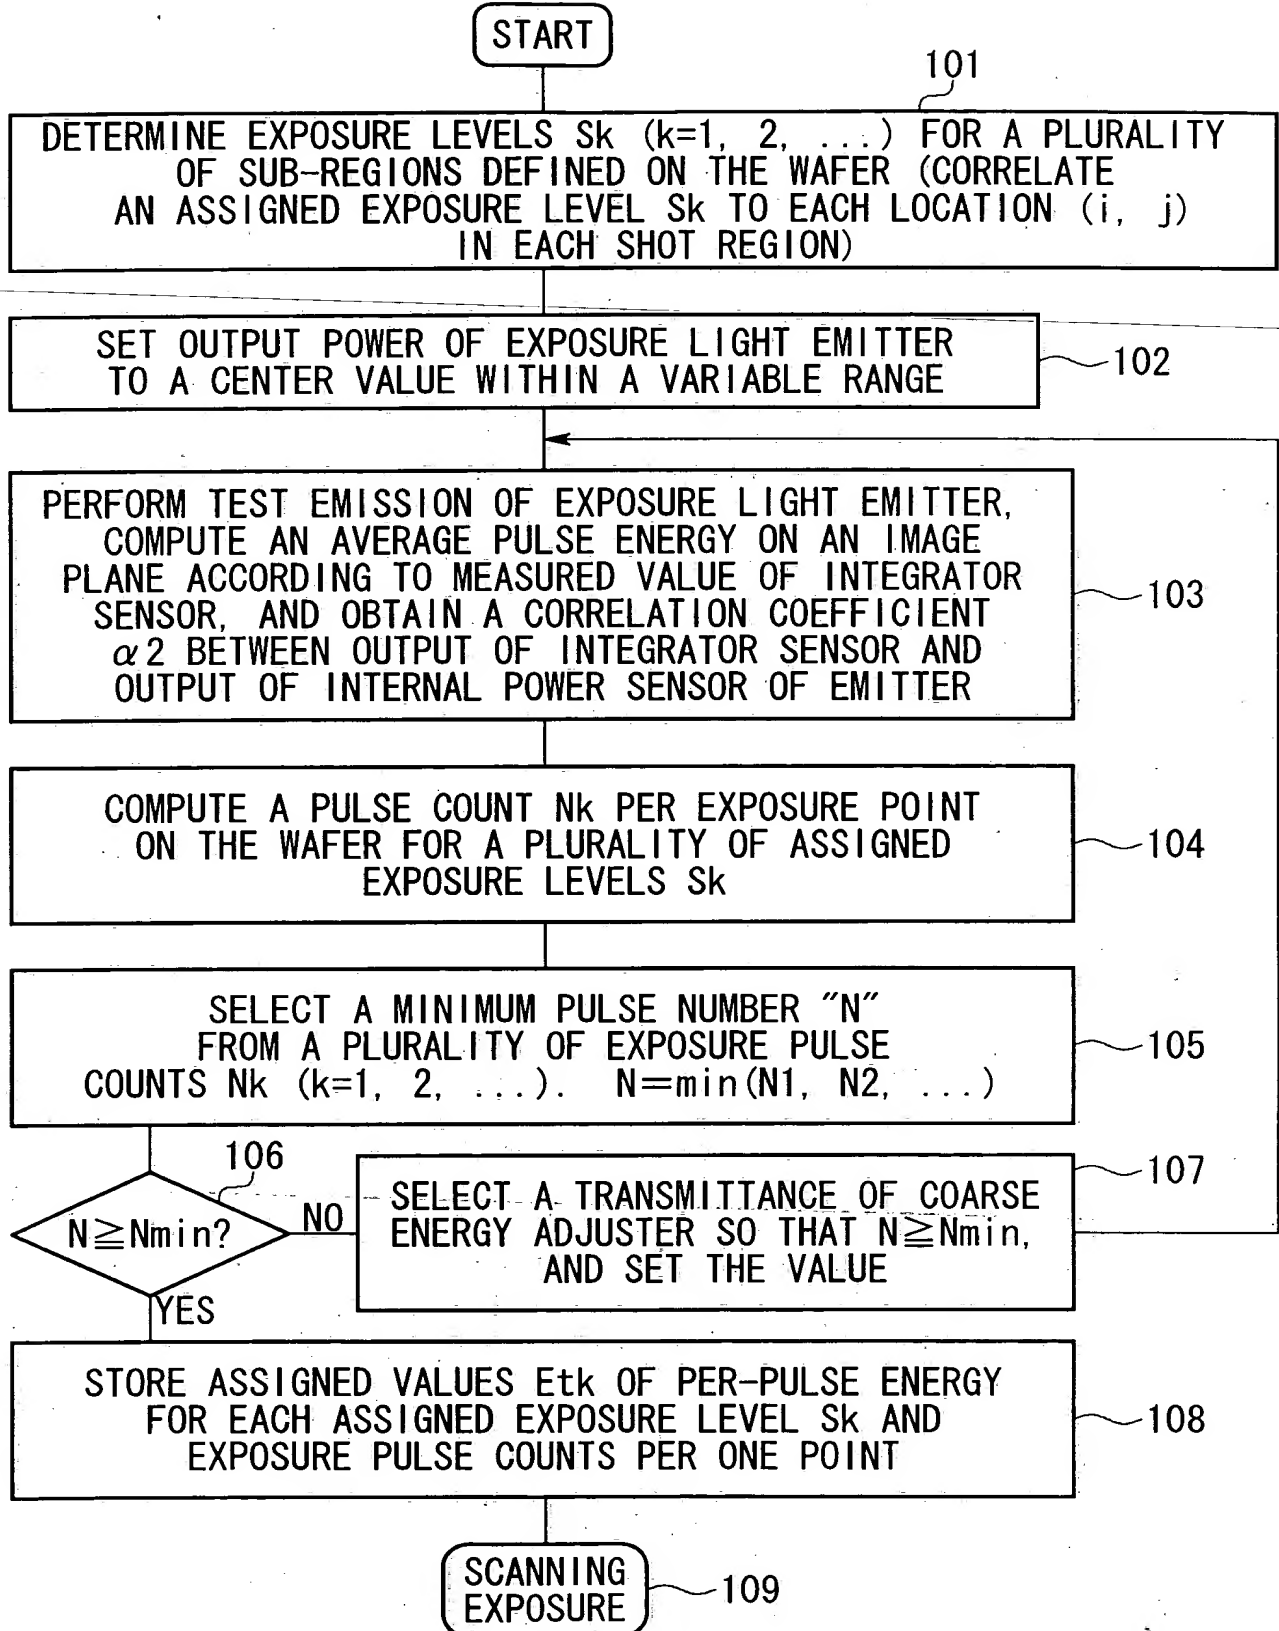 START
101
DETERMINE EXPOSURE LEVELS Sk (k=1, 2, ...) FOR A PLURALITY
OF SUB-REGIONS DEFINED ON THE WAFER (CORRELATE
AN ASSIGNED EXPOSURE LEVEL Sk TO EACH LOCATION (i, j)
IN EACH SHOT REGION)
SET OUTPUT POWER OF EXPOSURE LIGHT EMITTER
TO A CENTER VALUE WITHIN A VARIABLE RANGE
102
PERFORM TEST EMISSION OF EXPOSURE LIGHT EMITTER,
COMPUTE AN AVERAGE PULSE ENERGY ON AN IMAGE
PLANE ACCORDING TO MEASURED VALUE OF INTEGRATOR
SENSOR, AND OBTAIN A CORRELATION COEFFICIENT
α2 BETWEEN OUTPUT OF INTEGRATOR SENSOR AND
OUTPUT OF INTERNAL POWER SENSOR OF EMITTER
103
COMPUTE A PULSE COUNT Nk PER EXPOSURE POINT
ON THE WAFER FOR A PLURALITY OF ASSIGNED
EXPOSURE LEVELS Sk
104
SELECT A MINIMUM PULSE NUMBER "N"
FROM A PLURALITY OF EXPOSURE PULSE
COUNTS Nk (k=1, 2, ...). N=min(N1, N2, ...)
105
106
N≧Nmin?
NO
SELECT A TRANSMITTANCE OF COARSE
ENERGY ADJUSTER SO THAT N≧Nmin,
AND SET THE VALUE
107
YES
STORE ASSIGNED VALUES Etk OF PER-PULSE ENERGY
FOR EACH ASSIGNED EXPOSURE LEVEL Sk AND
EXPOSURE PULSE COUNTS PER ONE POINT
108
SCANNING
EXPOSURE
109